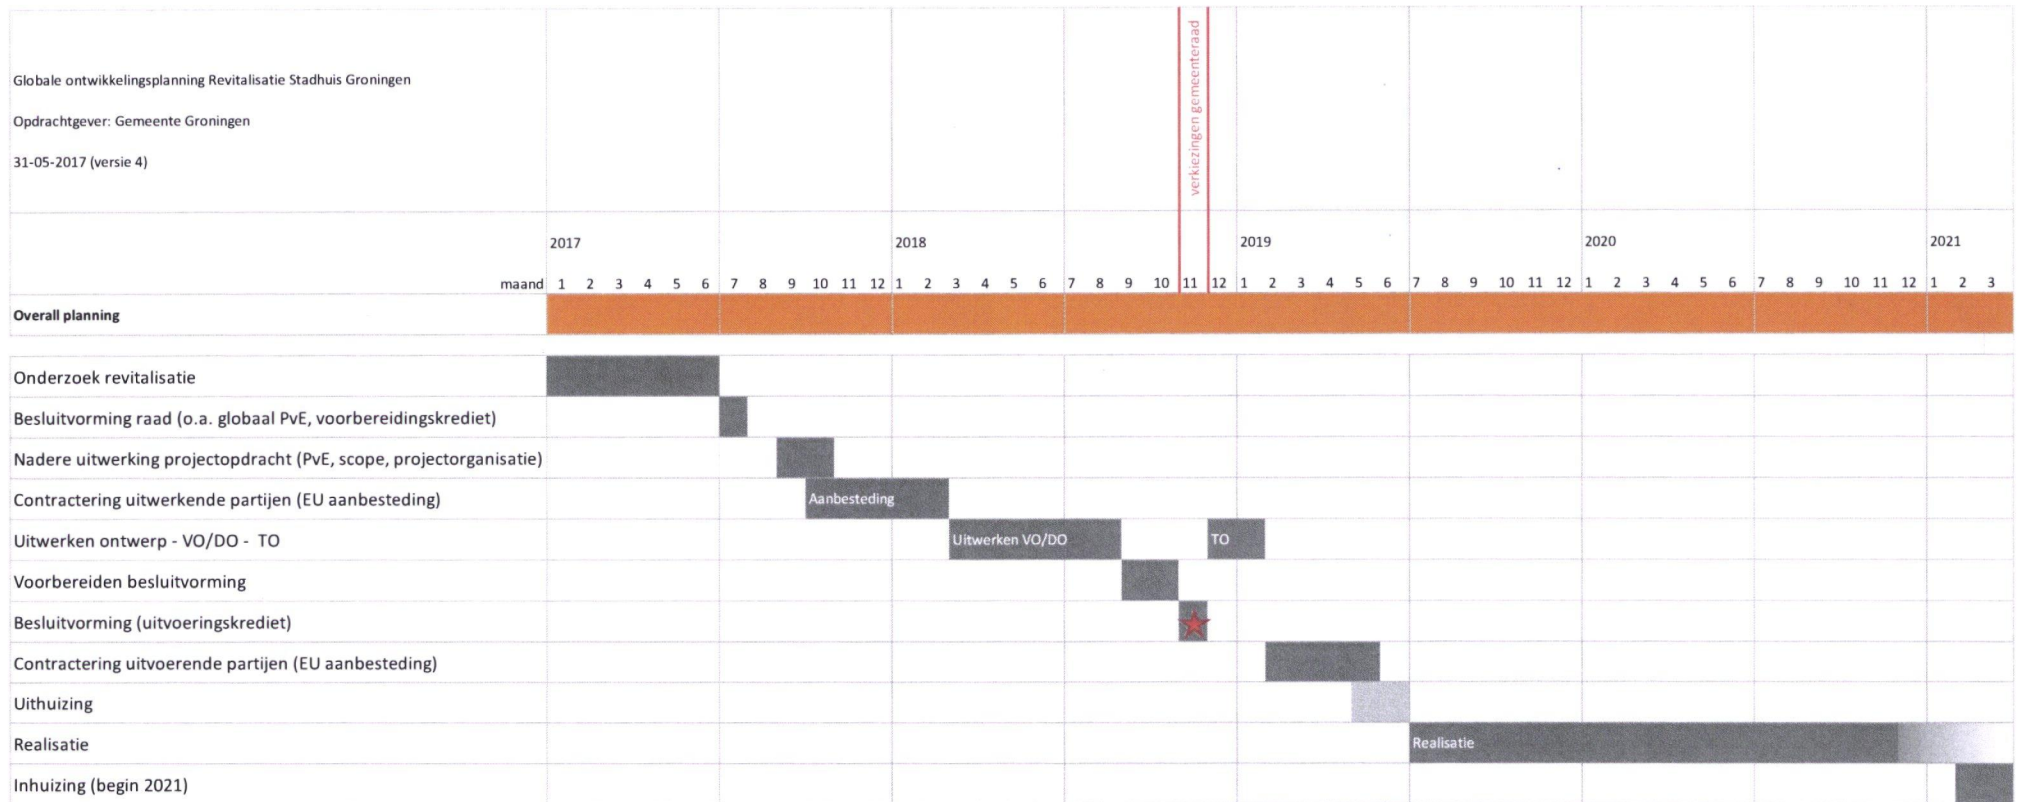 verkiezingen gemeenteraad
Globale ontwikkelingsplanning Revitalisatie Stadhuis Groningen
Opdrachtgever: Gemeente Groningen
31-05-2017 (versie 4)
2017 2018 2019 2020 2021
maand 1 2 3 4 5 6 7 8 9 10 11 12 1 2 3 4 5 6 7 8 9 10 11 12 1 2 3 4 5 6 7 8 9 10 11 12 1 2 3 4 5 6 7 8 9 10 11 12 1 2 3
Overall planning
Onderzoek revitalisatie
Besluitvorming raad (o.a. globaal PvE, voorbereidingskrediet)
Nadere uitwerking projectopdracht (PvE, scope, projectorganisatie)
Contractering uitwerkende partijen (EU aanbesteding) Aanbesteding
Uitwerken ontwerp - VO/DO - TO Uitwerken VO/DO TO
Voorbereiden besluitvorming
Besluitvorming (uitvoeringskrediet)
Contractering uitvoerende partijen (EU aanbesteding)
Uithuizing
Realisatie Realisatie
Inhuizing (begin 2021)